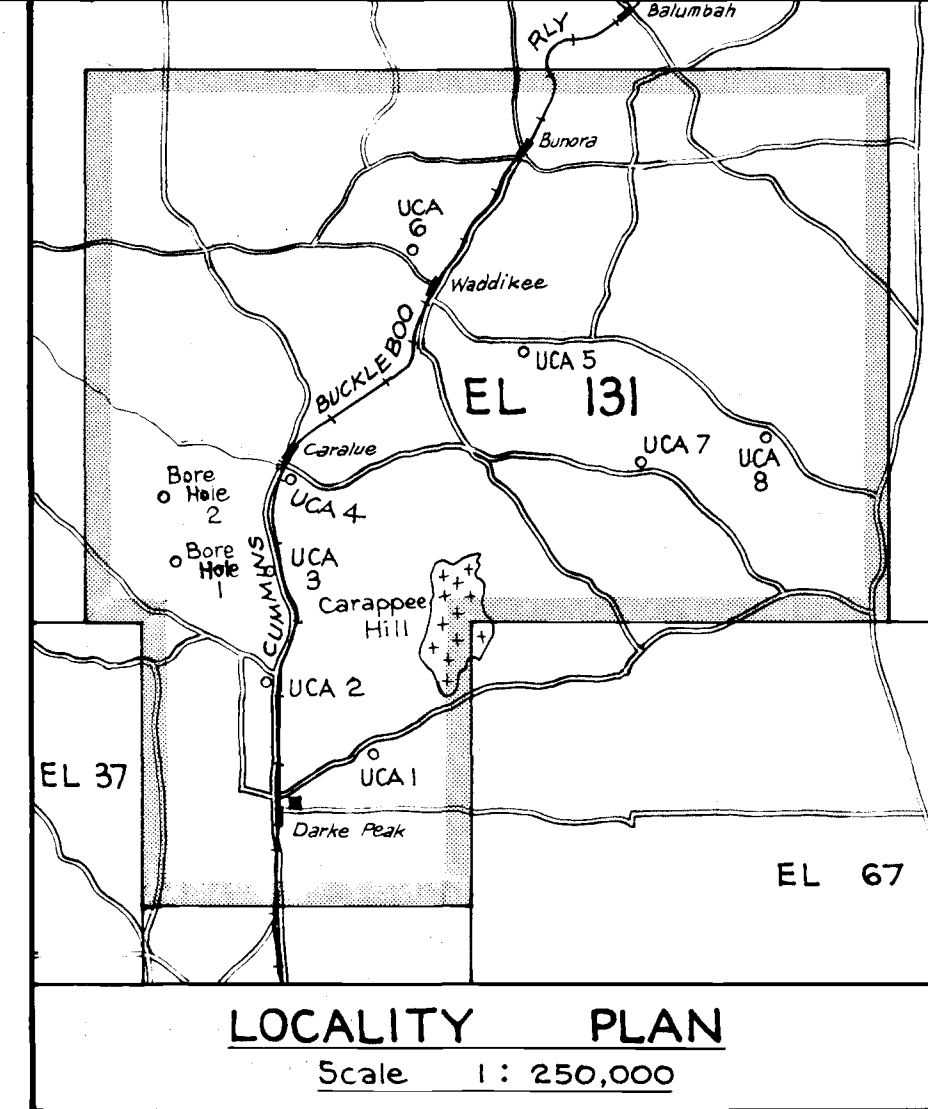 Balumbah
RLY
Bunora
UCA
6
Waddikee
BUCKLEBOO
UCA 5
EL 131
Caralue
UCA 7
UCA
8
Bore
Hole
2
UCA 4
Bore
Hole
1
CUMMINS
UCA
3
Carappee
Hill
UCA 2
EL 37
UCA 1
Darke Peak
EL 67
LOCALITY PLAN
Scale 1: 250,000